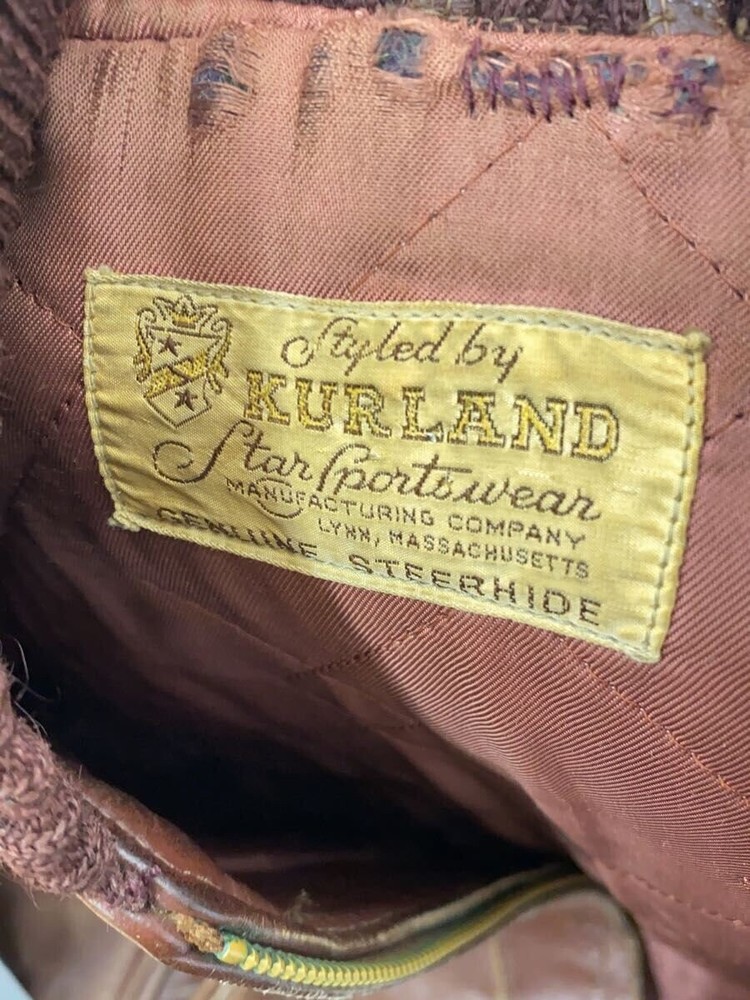 Styled by
KURLAND
Star Sportswear
MANUFACTURING COMPANY
LYNN, MASSACHUSETTS
GENUINE STEERHIDE